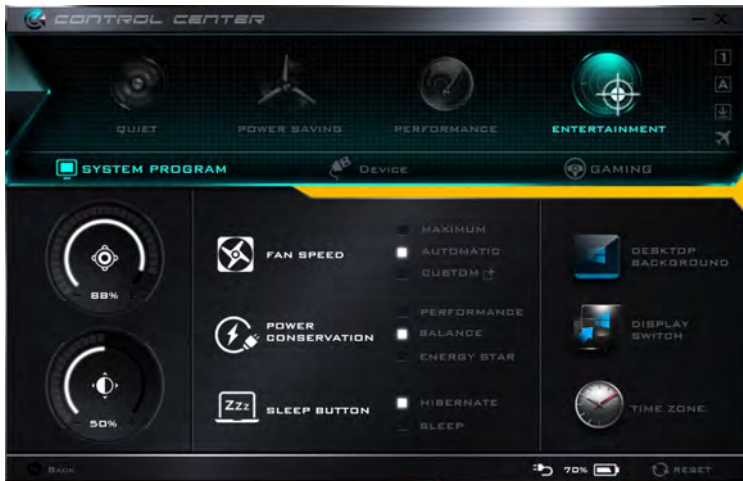 CONTROL CENTER
1
A
QUIET
POWER SAVING
PERFORMANCE
ENTERTAINMENT
SYSTEM PROGRAM
DEVICE
GAMING
88%
50%
FAN SPEED
MAXIMUM
AUTOMATIC
CUSTOM
POWER
CONSERVATION
PERFORMANCE
BALANCE
ENERGY STAR
ZZZ
SLEEP BUTTON
HIBERNATE
SLEEP
DESKTOP
BACKGROUND
DISPLAY
SWITCH
TIME ZONE
BACK
70%
RESET